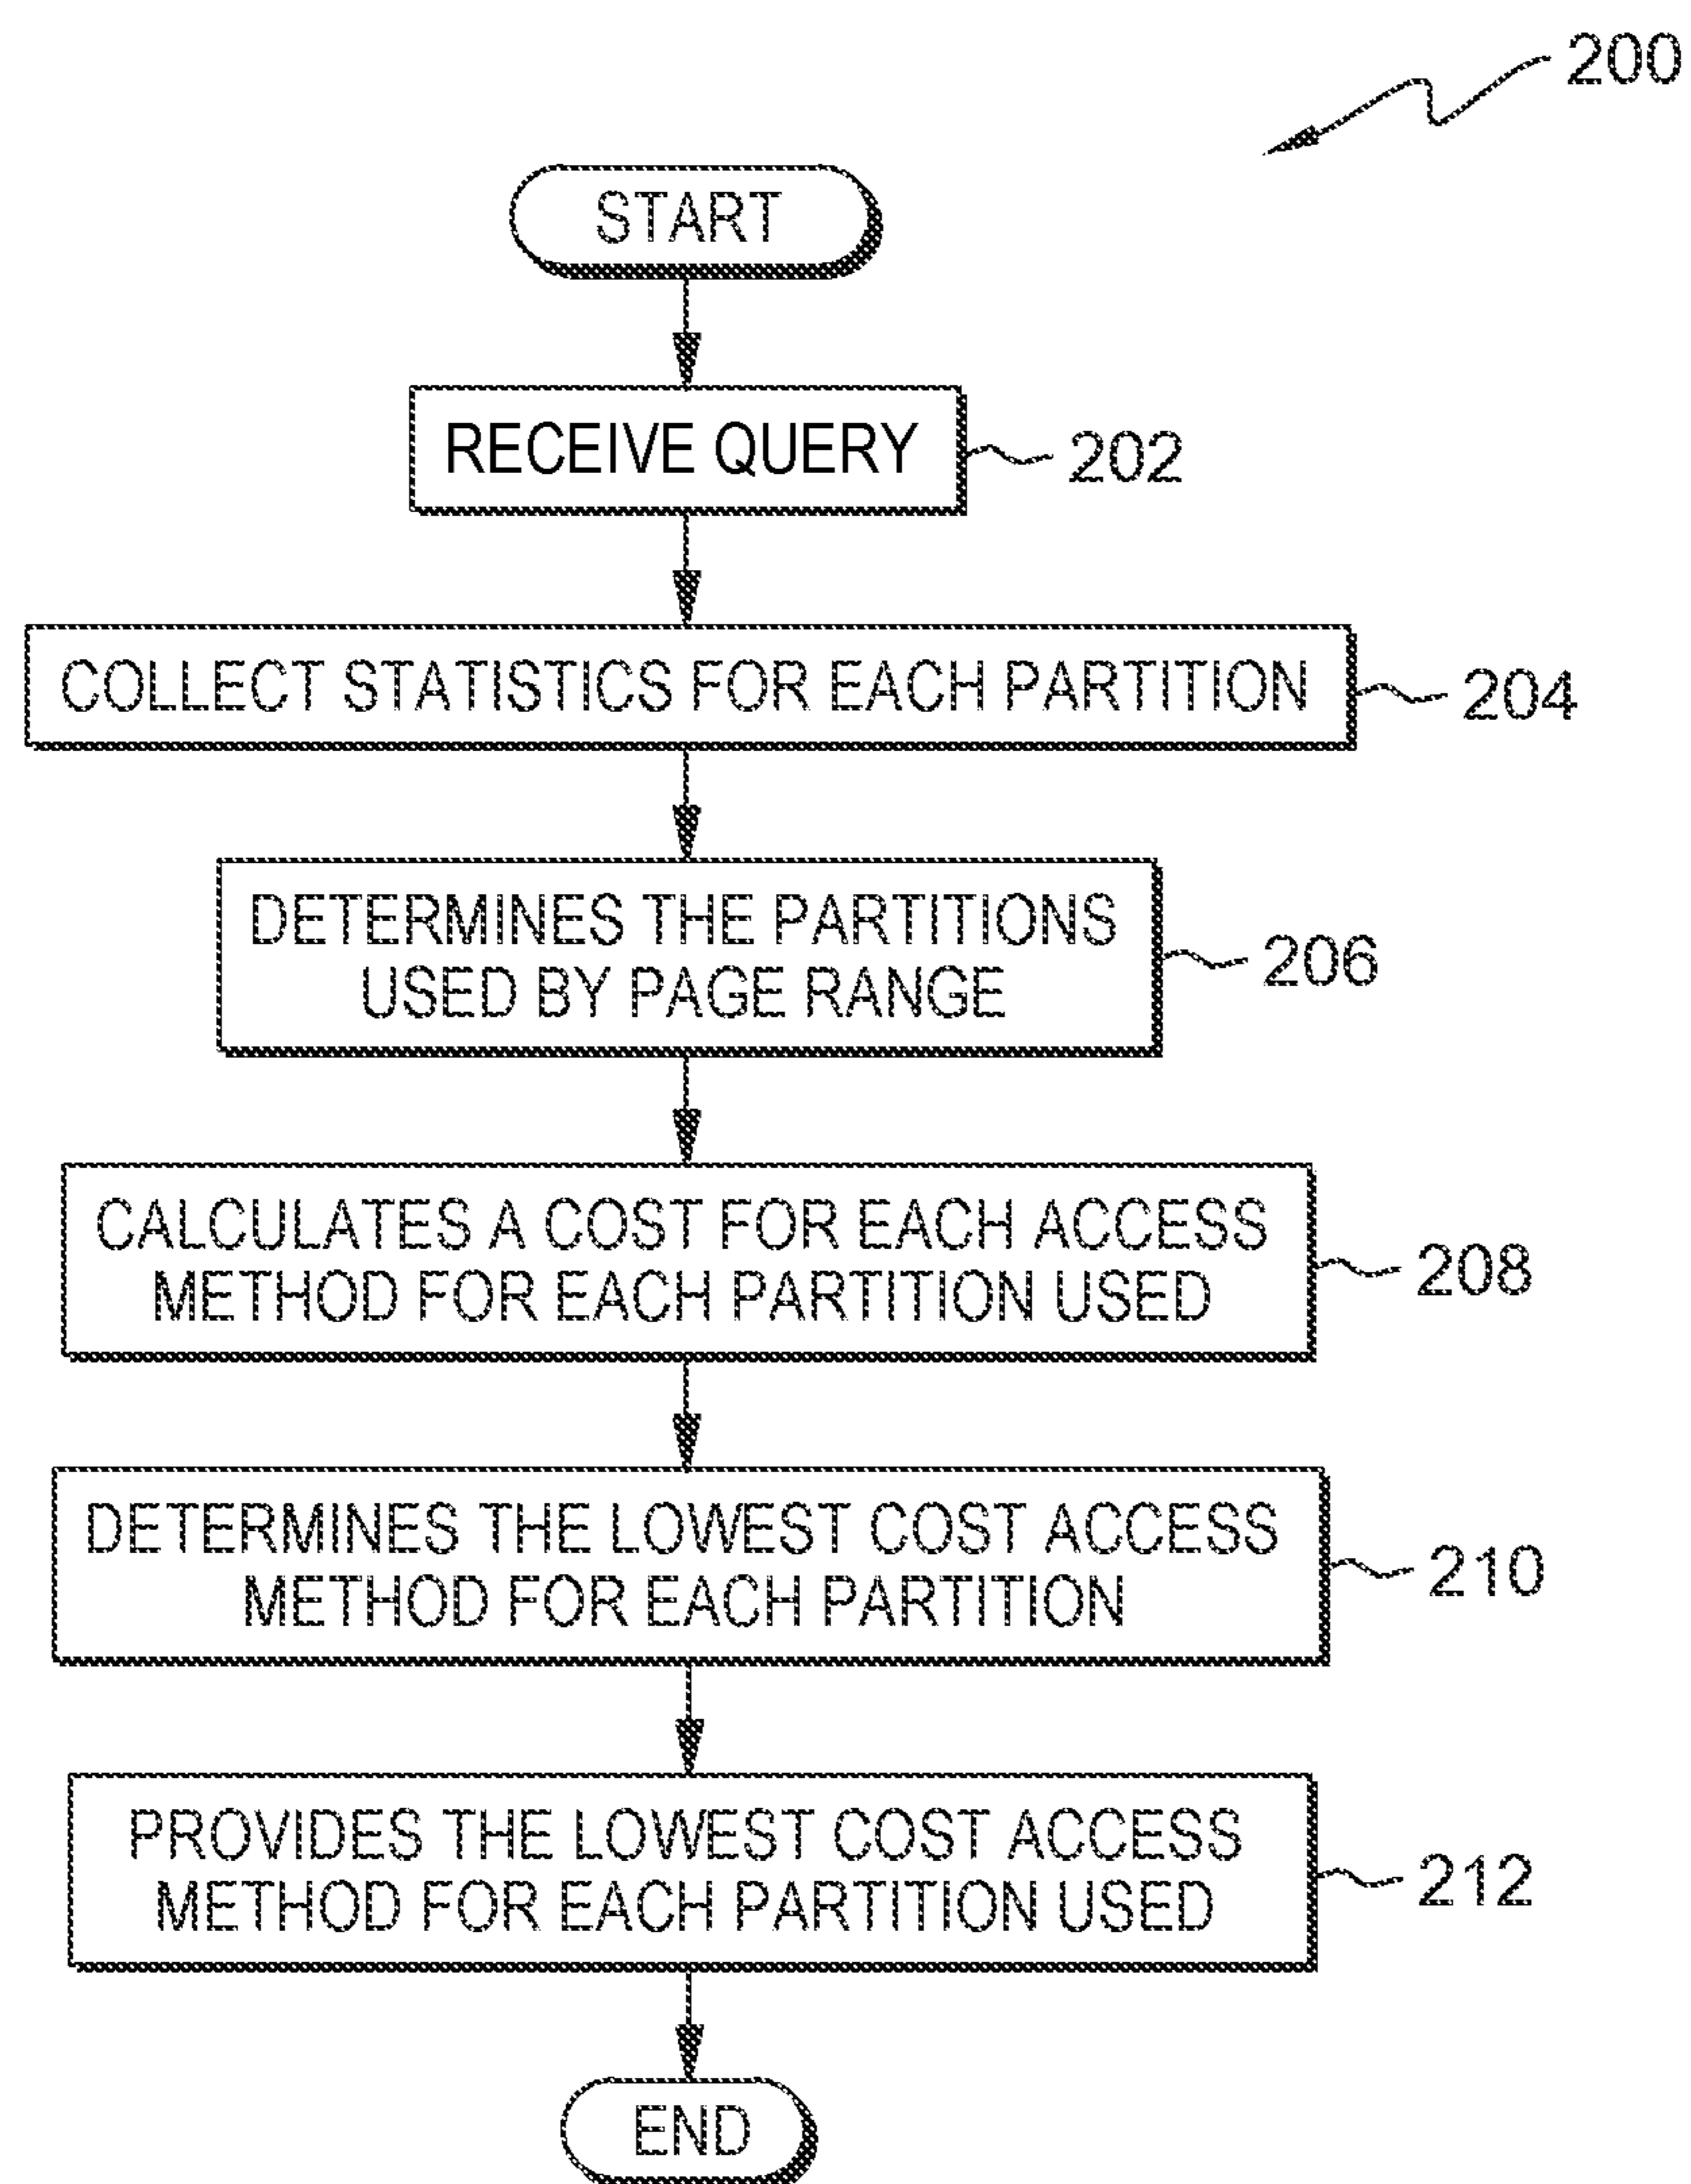 200
START
RECEIVE QUERY
202
COLLECT STATISTICS FOR EACH PARTITION
204
DETERMINES THE PARTITIONS
USED BY PAGE RANGE
206
CALCULATES A COST FOR EACH ACCESS
METHOD FOR EACH PARTITION USED
208
DETERMINES THE LOWEST COST ACCESS
METHOD FOR EACH PARTITION
210
PROVIDES THE LOWEST COST ACCESS
METHOD FOR EACH PARTITION USED
212
END